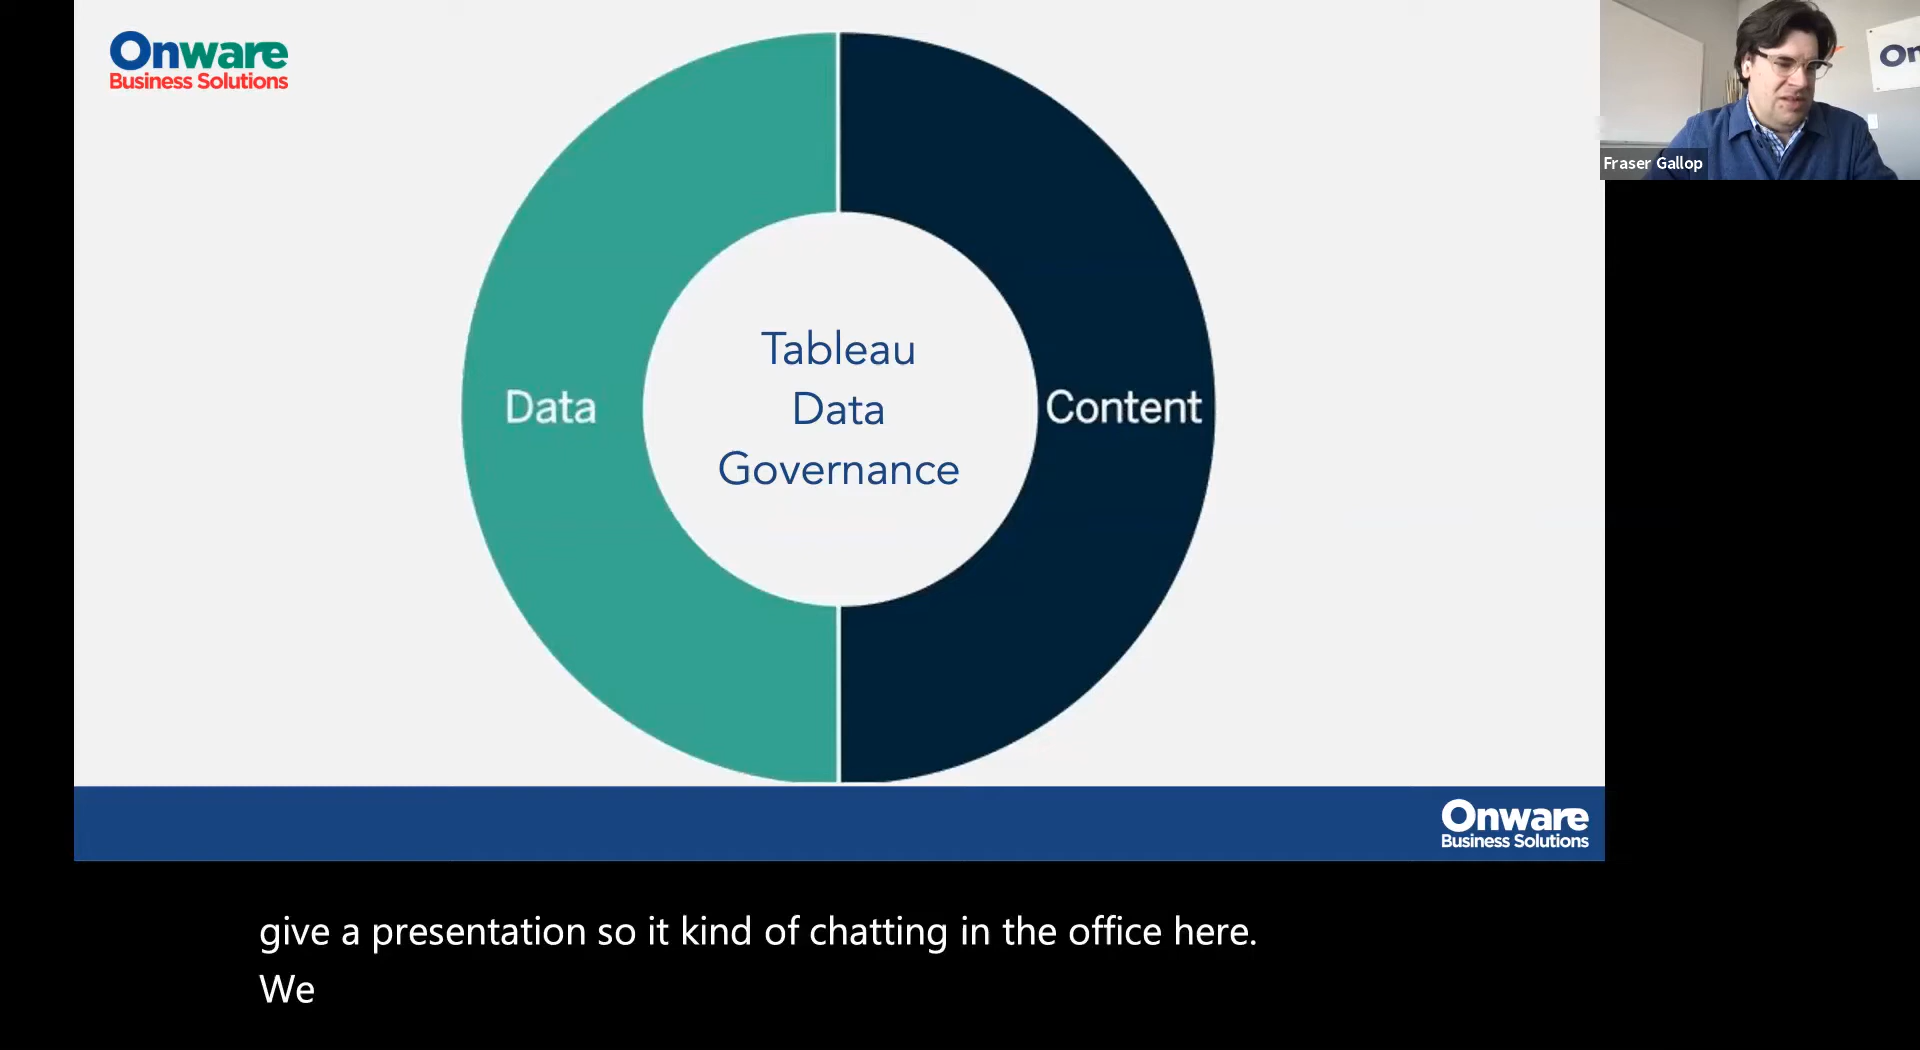 Onware
Business Solutions
On
Fraser Gallop
Tableau
Data
Governance
Data
Content
Onware
Business Solutions
give a presentation so it kind of chatting in the office here.
We